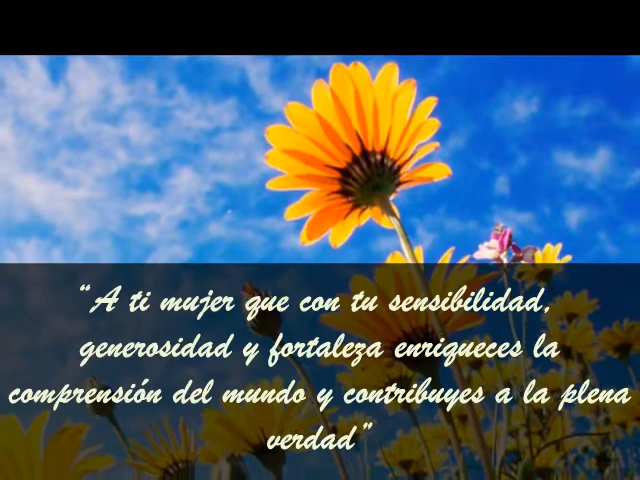 “A ti mujer que con tu sensibilidad,
generosidad y fortaleza enriqueces la
comprensión del mundo y contribuyes a la plena
verdad”